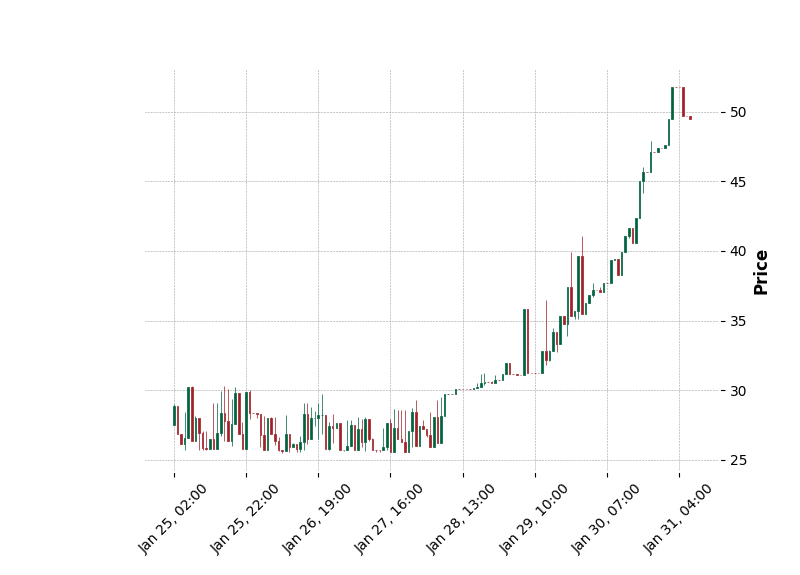 50
45
40
35
30
25
Price
Jan 25, 02:00
Jan 25, 22:00
Jan 26, 19:00
Jan 27, 16:00
Jan 28, 13:00
Jan 29, 10:00
Jan 30, 07:00
Jan 31, 04:00